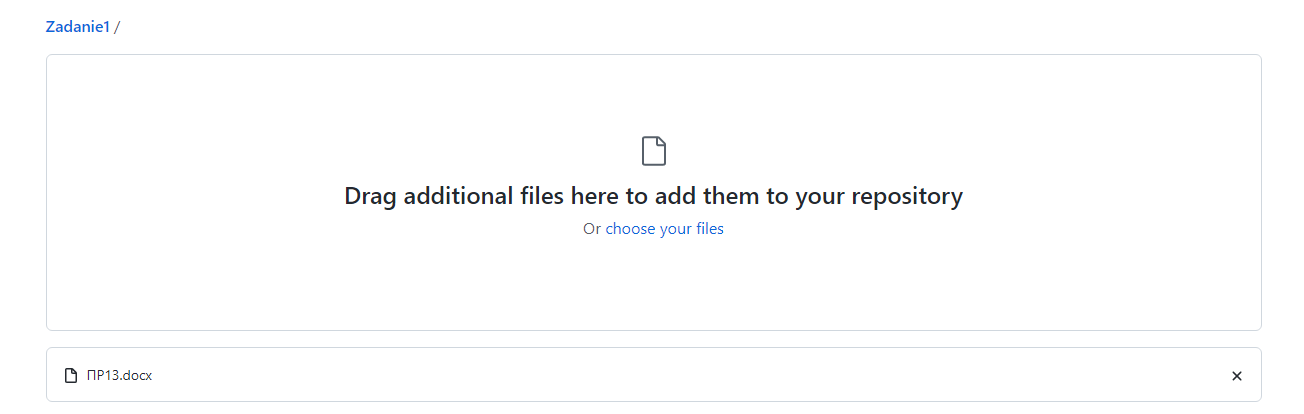 Zadanie1 /
Drag additional files here to add them to your repository
Or choose your files
ПР13.docx